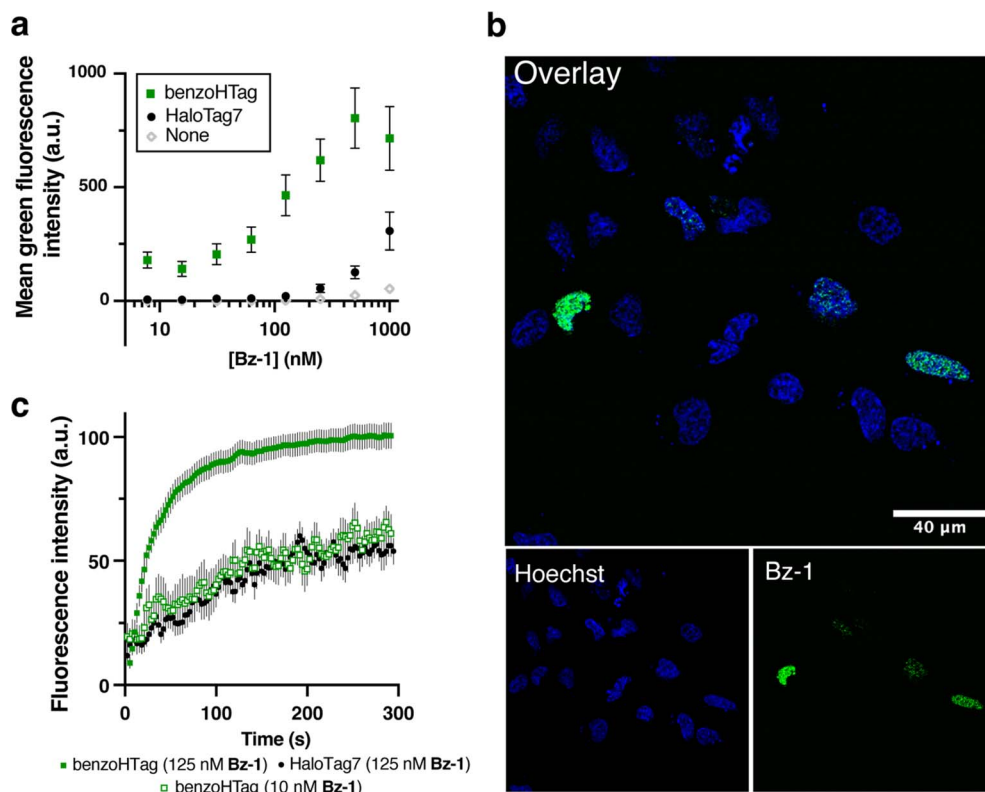 a
Mean green fluorescence
intensity (a.u.)
1000
500
0
benzoHTag
HaloTag7
None
10
100
1000
[Bz-1] (nM)
b
Overlay
40 µm
Hoechst
Bz-1
c
Fluorescence intensity (a.u.)
100
50
0
0
100
200
300
Time (s)
benzoHTag (125 nM Bz-1) HaloTag7 (125 nM Bz-1)
benzoHTag (10 nM Bz-1)